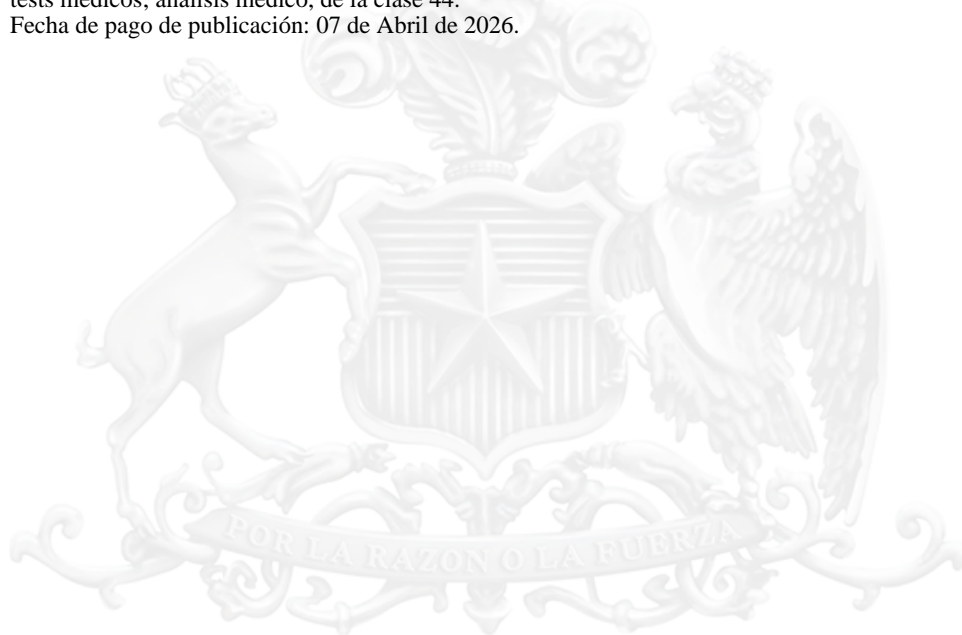 tests médicos; análisis médico, de la clase 44.
Fecha de pago de publicación: 07 de Abril de 2026.
POR LA RAZON O LA FUERZA